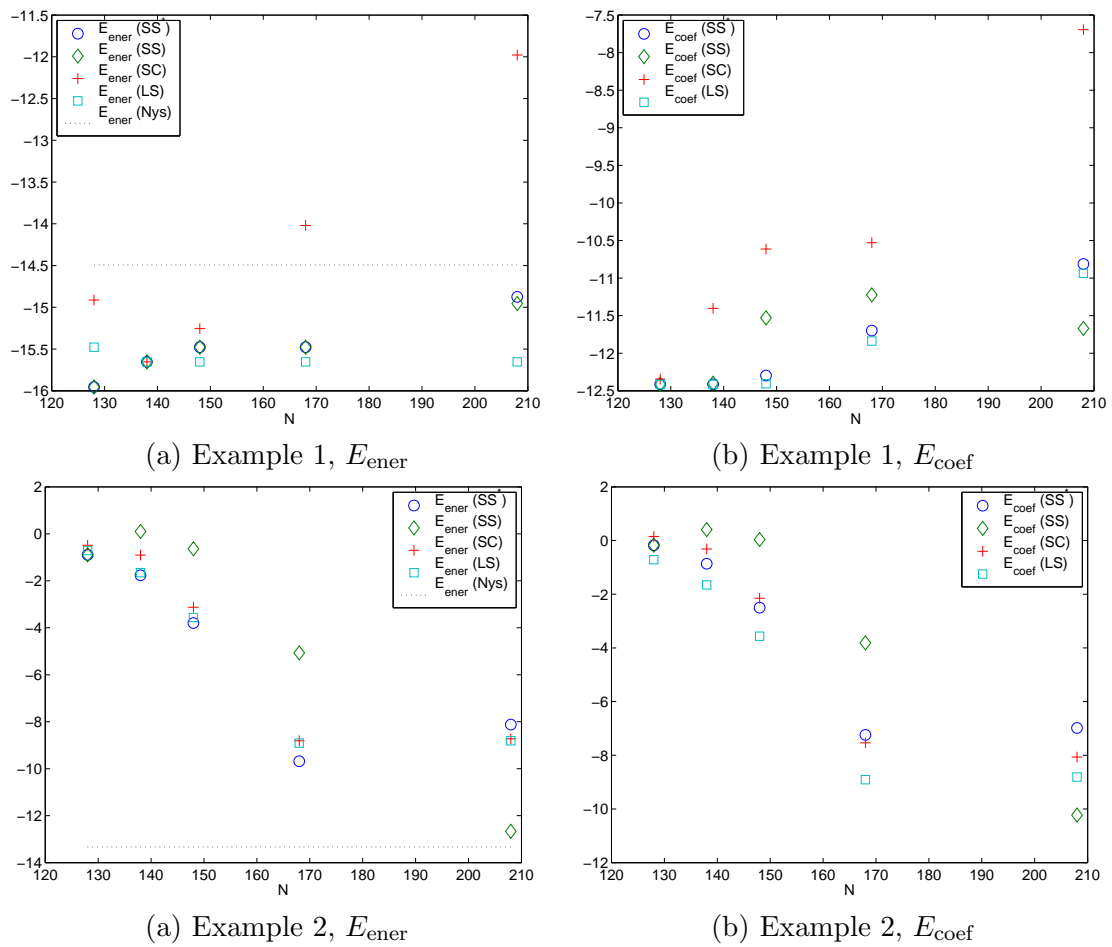 −11.5
−12
−12.5
−13
−13.5
−14
−14.5
−15
−15.5
−16
120 130 140 150 160 170 180 190 200 210
N
E_ener (SS*)
E_ener (SS)
E_ener (SC)
E_ener (LS)
E_ener (Nys)
(a) Example 1, E_ener
−7.5
−8
−8.5
−9
−9.5
−10
−10.5
−11
−11.5
−12
−12.5
120 130 140 150 160 170 180 190 200 210
N
E_coef (SS*)
E_coef (SS)
E_coef (SC)
E_coef (LS)
(b) Example 1, E_coef
2
0
−2
−4
−6
−8
−10
−12
−14
120 130 140 150 160 170 180 190 200 210
N
E_ener (SS*)
E_ener (SS)
E_ener (SC)
E_ener (LS)
E_ener (Nys)
(a) Example 2, E_ener
2
0
−2
−4
−6
−8
−10
−12
120 130 140 150 160 170 180 190 200 210
N
E_coef (SS*)
E_coef (SS)
E_coef (SC)
E_coef (LS)
(b) Example 2, E_coef